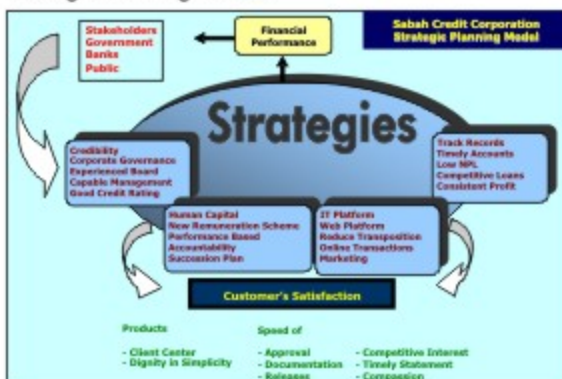 Stakeholders
Government
Banks
Public
Financial
Performance
Sabah Credit Corporation
Strategic Planning Model
Strategies
Credibility
Corporate Governance
Experienced Board
Capable Management
Good Credit Rating
Track Records
Timely Accounts
Low NPL
Competitive Loans
Consistent Profit
Human Capital
New Remuneration Scheme
Performance Based
Accountability
Succession Plan
IT Platform
Web Platform
Reduce Transposition
Online Transactions
Marketing
Customer's Satisfaction
Products
- Client Center
- Dignity in Simplicity
Speed of
- Approval
- Documentation
- Releases
- Competitive Interest
- Timely Statement
- Compassion